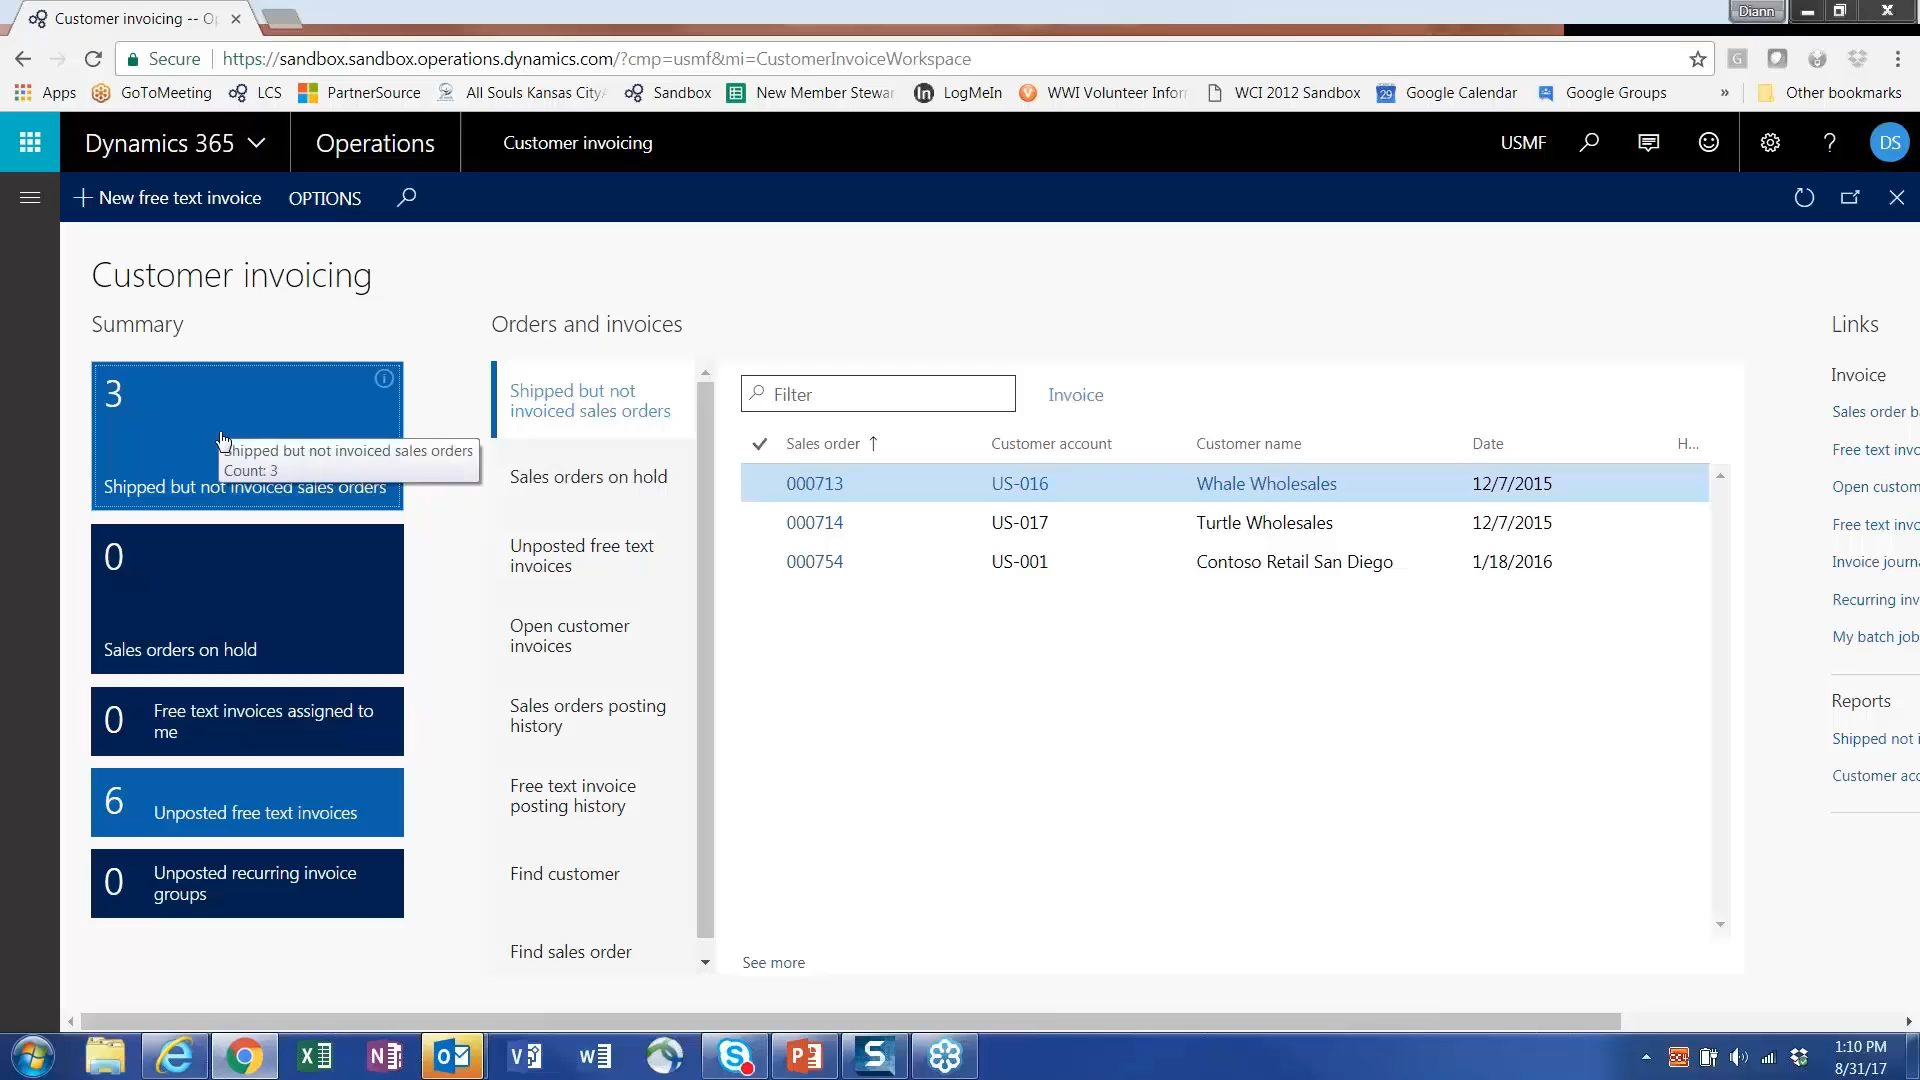 Customer invoicing -- Op
Diann
Secure
https://sandbox.sandbox.operations.dynamics.com/?cmp=usmf&mi=CustomerInvoiceWorkspace
G
Apps
GoToMeeting
LCS
PartnerSource
All Souls Kansas City
Sandbox
New Member Stewar
LogMeIn
WWI Volunteer Infor
WCI 2012 Sandbox
29
Google Calendar
Google Groups
»
Other bookmarks
Dynamics 365
Operations
Customer invoicing
USMF
?
DS
New free text invoice
OPTIONS
Customer invoicing
Summary
3
Shipped but not invoiced sales orders
Shipped but not invoiced sales orders
Count: 3
0
Sales orders on hold
0
Free text invoices assigned to
me
6
Unposted free text invoices
0
Unposted recurring invoice
groups
Orders and invoices
Shipped but not
invoiced sales orders
Sales orders on hold
Unposted free text
invoices
Open customer
invoices
Sales orders posting
history
Free text invoice
posting history
Find customer
Find sales order
Filter
Invoice
Sales order
Customer account
Customer name
Date
H...
000713
US-016
Whale Wholesales
12/7/2015
000714
US-017
Turtle Wholesales
12/7/2015
000754
US-001
Contoso Retail San Diego
1/18/2016
See more
Links
Invoice
Sales order ba
Free text invo
Open custom
Free text invo
Invoice journa
Recurring inv
My batch job
Reports
Shipped not i
Customer acc
1:10 PM
8/31/17